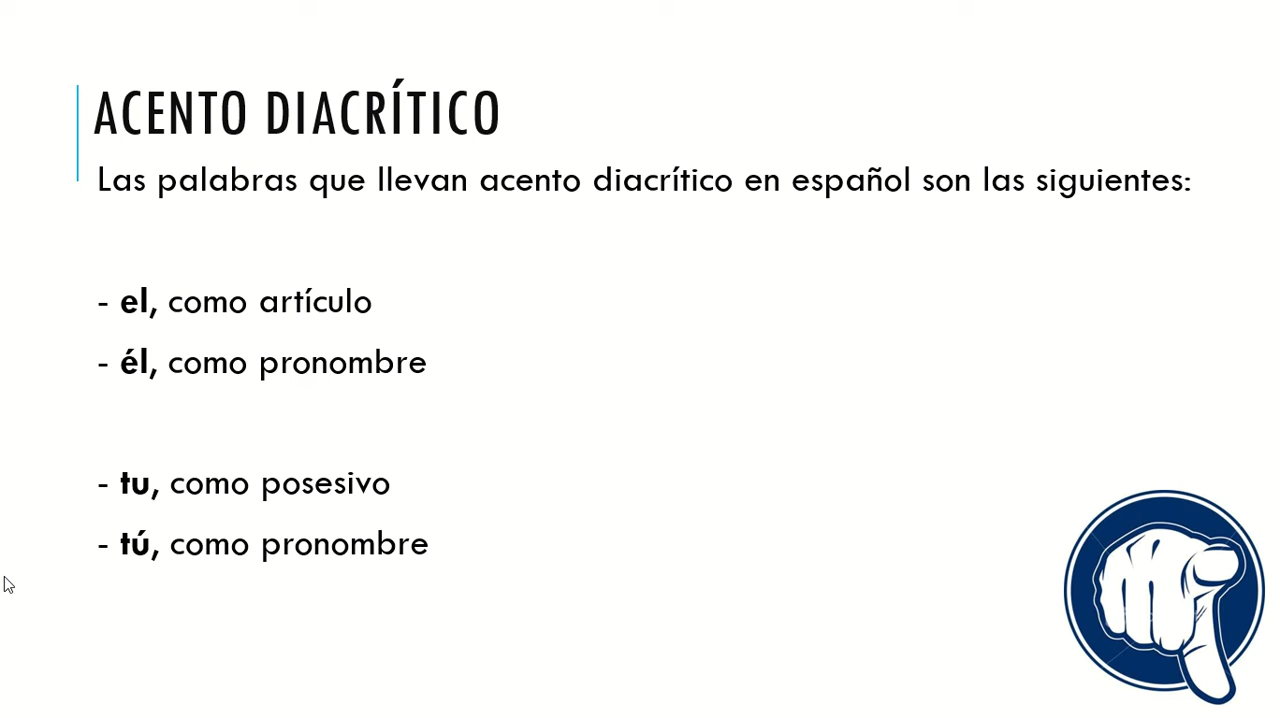 ACENTO DIACRÍTICO
Las palabras que llevan acento diacrítico en español son las siguientes:
- el, como artículo
- él, como pronombre
- tu, como posesivo
- tú, como pronombre